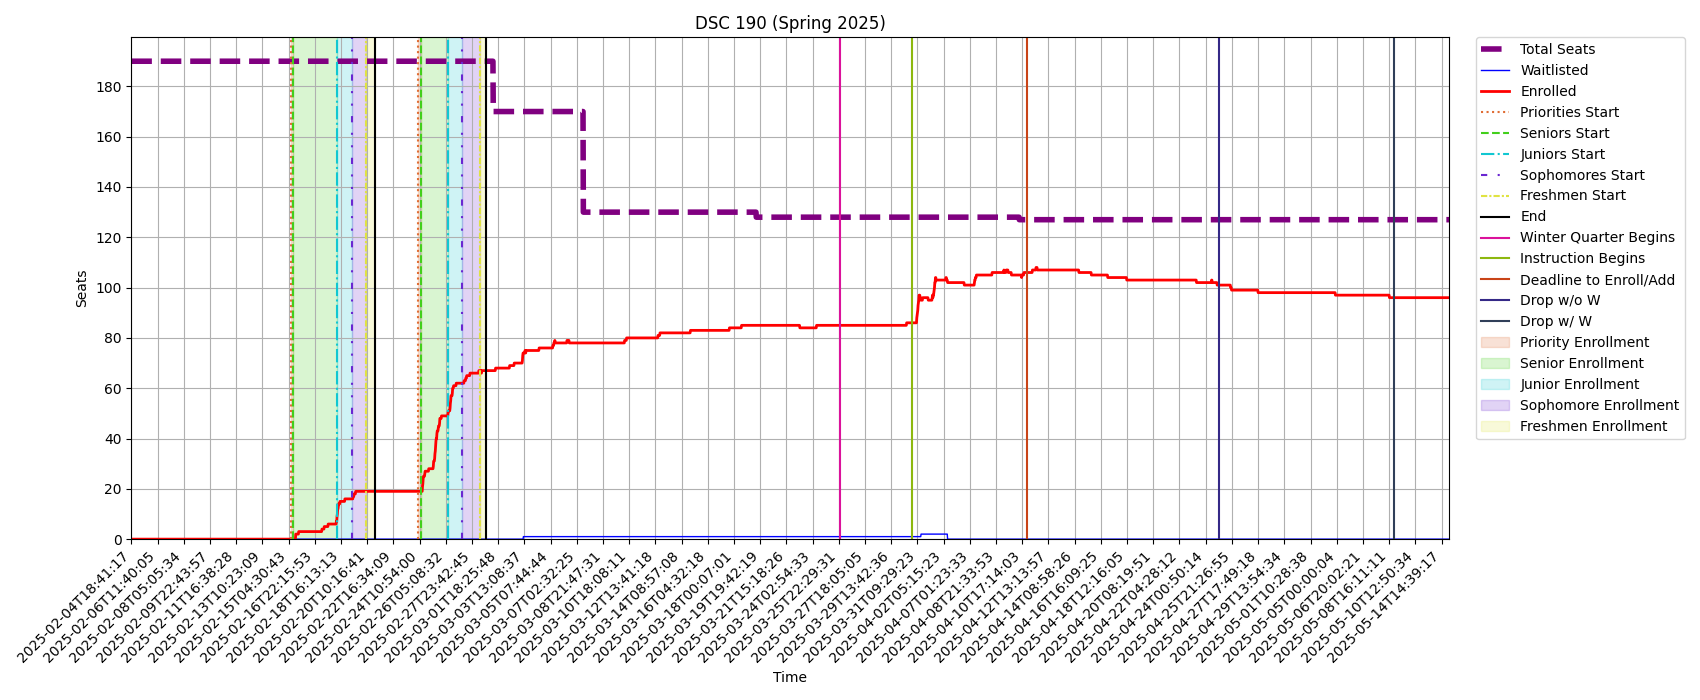 DSC 190 (Spring 2025)
Seats
180
160
140
120
100
80
60
40
20
0
2025-02-04T18:41:17
2025-02-06T11:40:05
2025-02-08T05:05:34
2025-02-09T22:43:57
2025-02-11T16:38:28
2025-02-13T10:23:09
2025-02-15T04:30:43
2025-02-16T22:15:53
2025-02-18T16:13:13
2025-02-20T10:16:41
2025-02-22T16:34:09
2025-02-24T10:54:00
2025-02-26T05:08:32
2025-02-27T23:42:45
2025-03-01T18:25:48
2025-03-03T13:08:37
2025-03-05T07:44:44
2025-03-07T02:32:25
2025-03-08T21:47:31
2025-03-10T18:08:11
2025-03-12T13:41:18
2025-03-14T08:57:08
2025-03-16T04:32:18
2025-03-18T00:07:01
2025-03-19T19:42:19
2025-03-21T15:18:26
2025-03-24T02:54:33
2025-03-25T22:29:31
2025-03-27T18:05:05
2025-03-29T13:42:36
2025-03-31T09:29:23
2025-04-02T05:15:23
2025-04-07T01:23:33
2025-04-08T21:33:53
2025-04-10T17:14:03
2025-04-12T13:13:57
2025-04-14T08:58:26
2025-04-16T16:09:25
2025-04-18T12:16:05
2025-04-20T08:19:51
2025-04-22T04:28:12
2025-04-24T00:50:14
2025-04-25T21:26:55
2025-04-27T17:49:18
2025-04-29T13:54:34
2025-05-01T10:28:38
2025-05-05T00:00:04
2025-05-06T20:02:21
2025-05-08T16:11:11
2025-05-10T12:50:34
2025-05-14T14:39:17
Time
Total Seats
Waitlisted
Enrolled
Priorities Start
Seniors Start
Juniors Start
Sophomores Start
Freshmen Start
End
Winter Quarter Begins
Instruction Begins
Deadline to Enroll/Add
Drop w/o W
Drop w/ W
Priority Enrollment
Senior Enrollment
Junior Enrollment
Sophomore Enrollment
Freshmen Enrollment